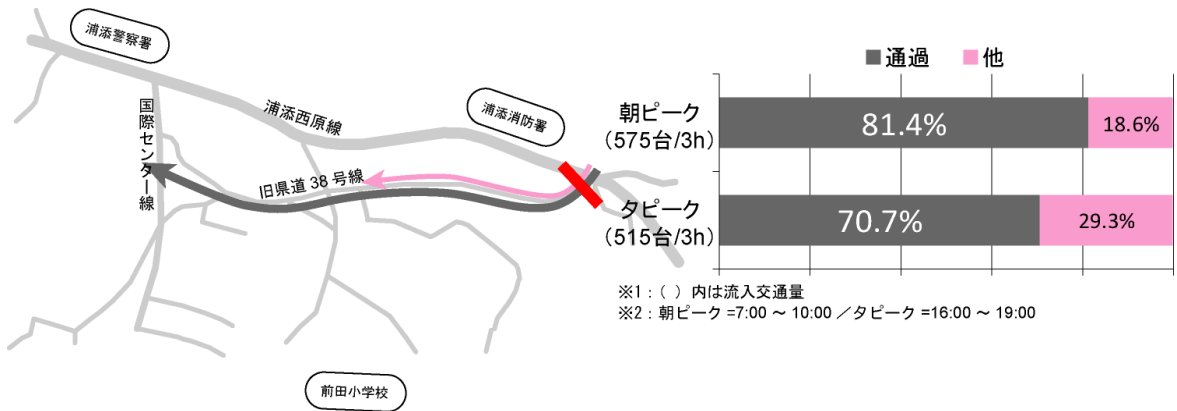 浦添警察署
国際センター線
浦添西原線
浦添消防署
旧県道 38 号線
前田小学校
通過 他
朝ピーク
(575台/3h)
81.4% 18.6%
夕ピーク
(515台/3h)
70.7% 29.3%
※1：( ) 内は流入交通量
※2：朝ピーク =7:00 ～ 10:00 ／夕ピーク =16:00 ～ 19:00